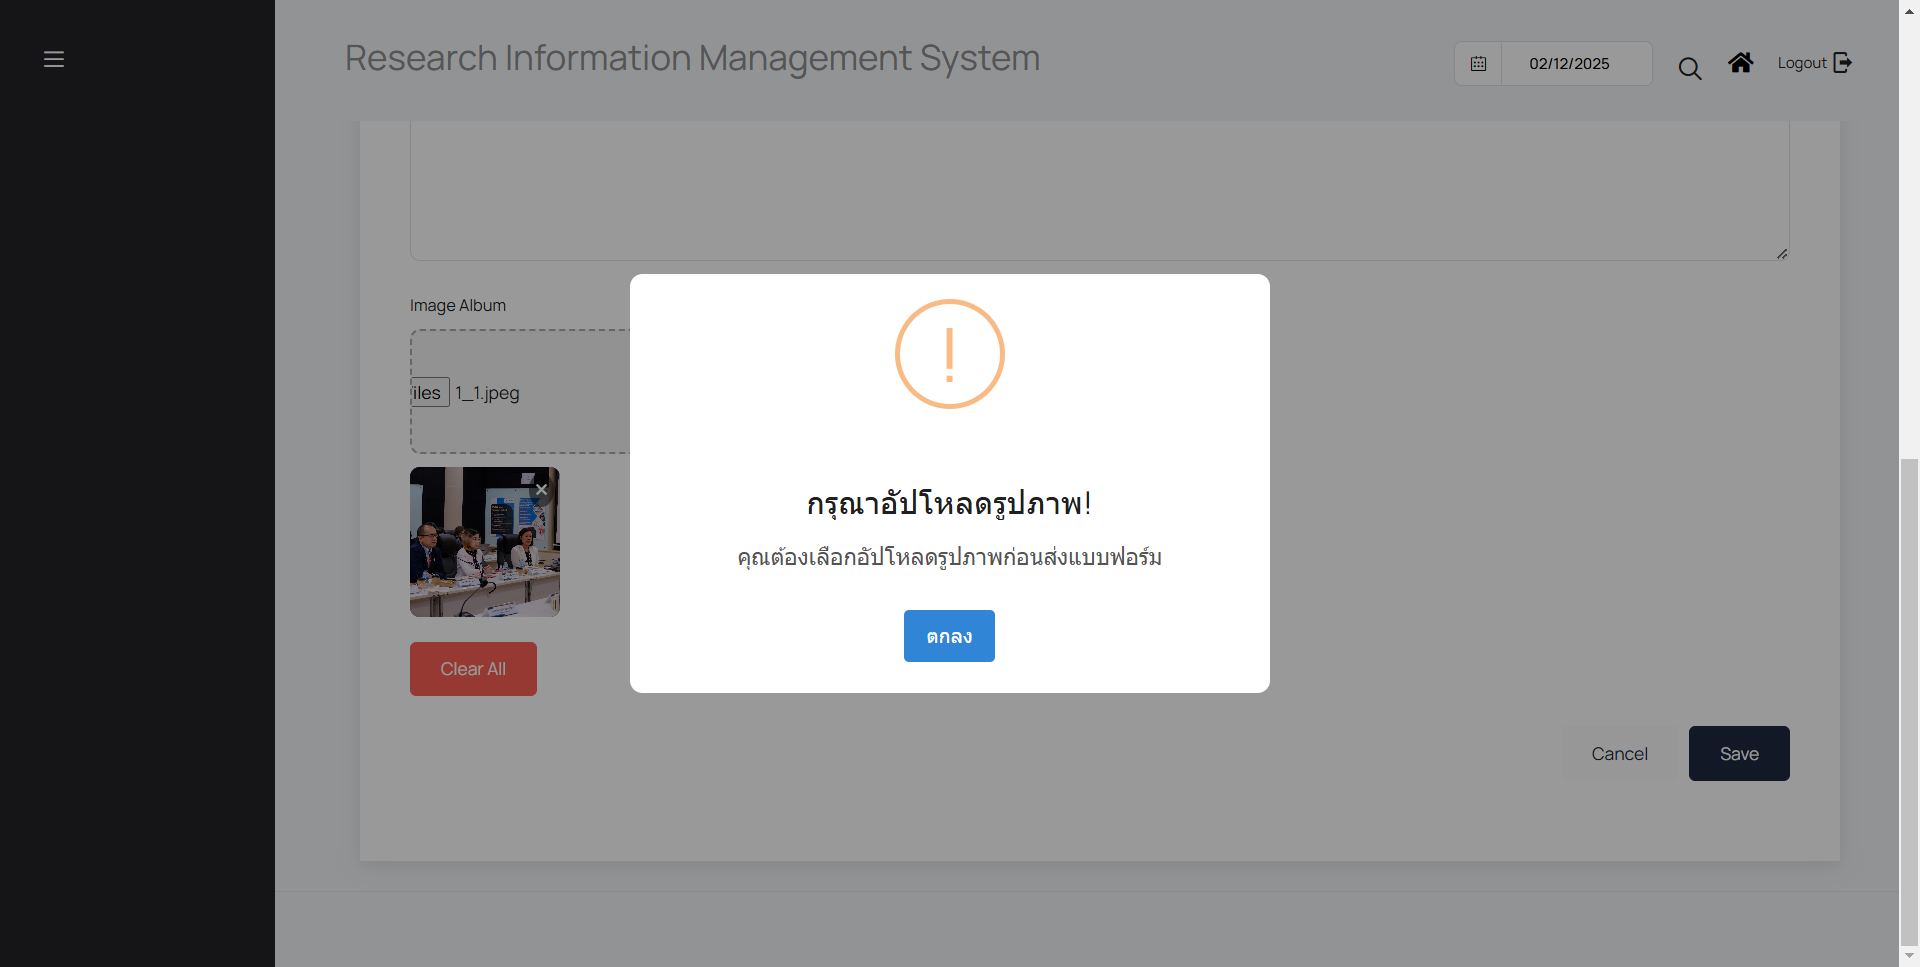 Research Information Management System
02/12/2025
Logout
Image Album
iles 1_1.jpeg
กรุณาอัปโหลดรูปภาพ!
คุณต้องเลือกอัปโหลดรูปภาพก่อนส่งแบบฟอร์ม
ตกลง
Clear All
Cancel
Save